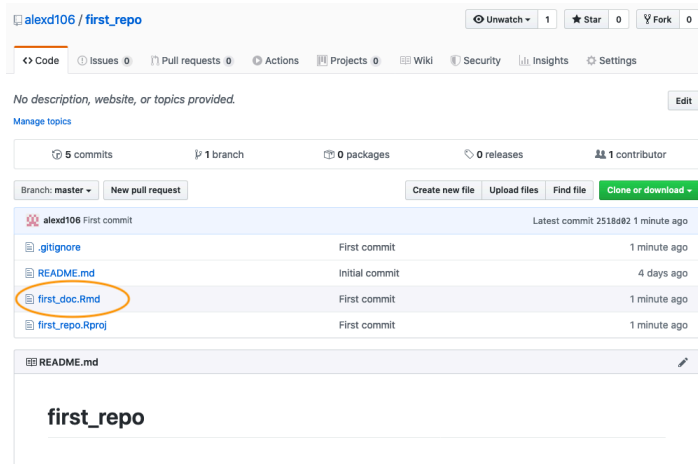 alexd106 / first_repo
Unwatch 1 Star 0 Fork 0
Code Issues 0 Pull requests 0 Actions Projects 0 Wiki Security Insights Settings
No description, website, or topics provided. Edit
Manage topics
5 commits 1 branch 0 packages 0 releases 1 contributor
Branch: master New pull request Create new file Upload files Find file Clone or download
alexd106 First commit Latest commit 2518d02 1 minute ago
.gitignore First commit 1 minute ago
README.md Initial commit 4 days ago
first_doc.Rmd First commit 1 minute ago
first_repo.Rproj First commit 1 minute ago
README.md
first_repo